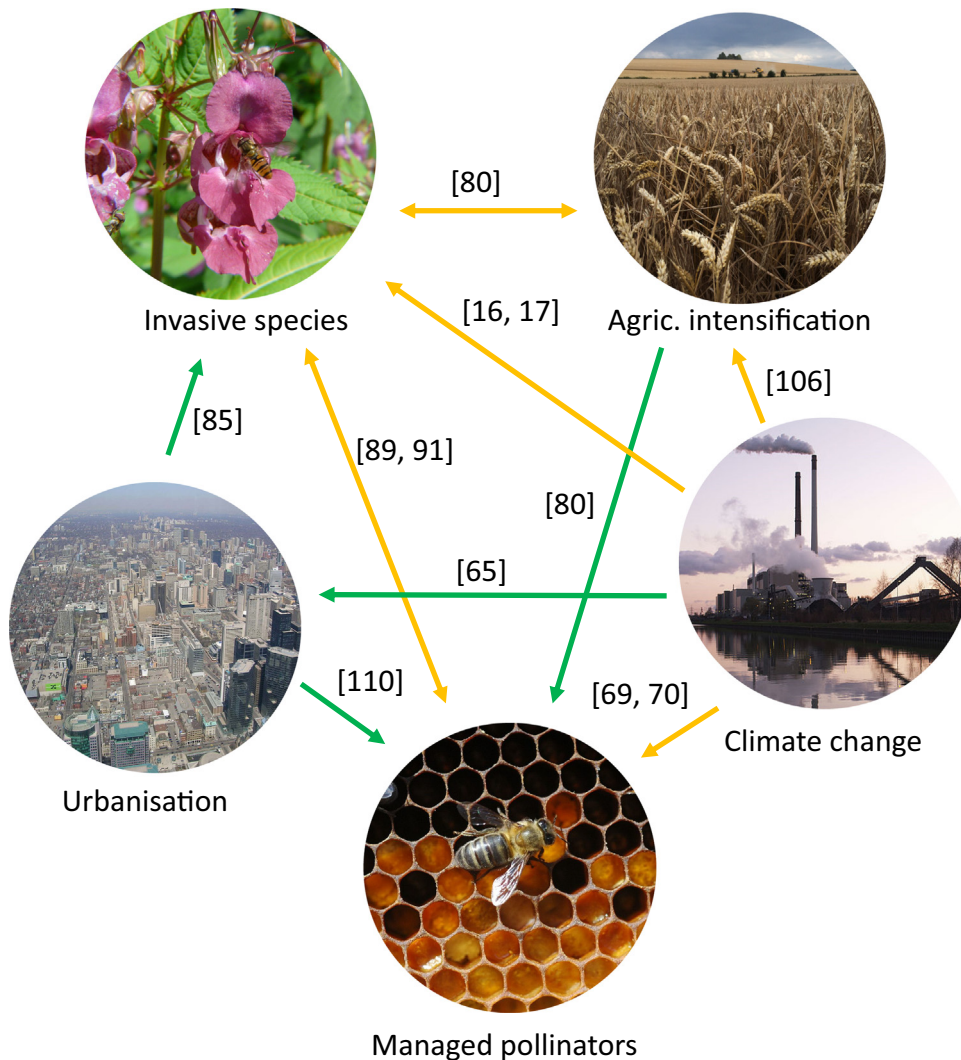 [80]
Invasive species
Agric. intensification
[16, 17]
[106]
[85]
[89, 91]
[80]
[65]
[110]
[69, 70]
Climate change
Urbanisation
Managed pollinators